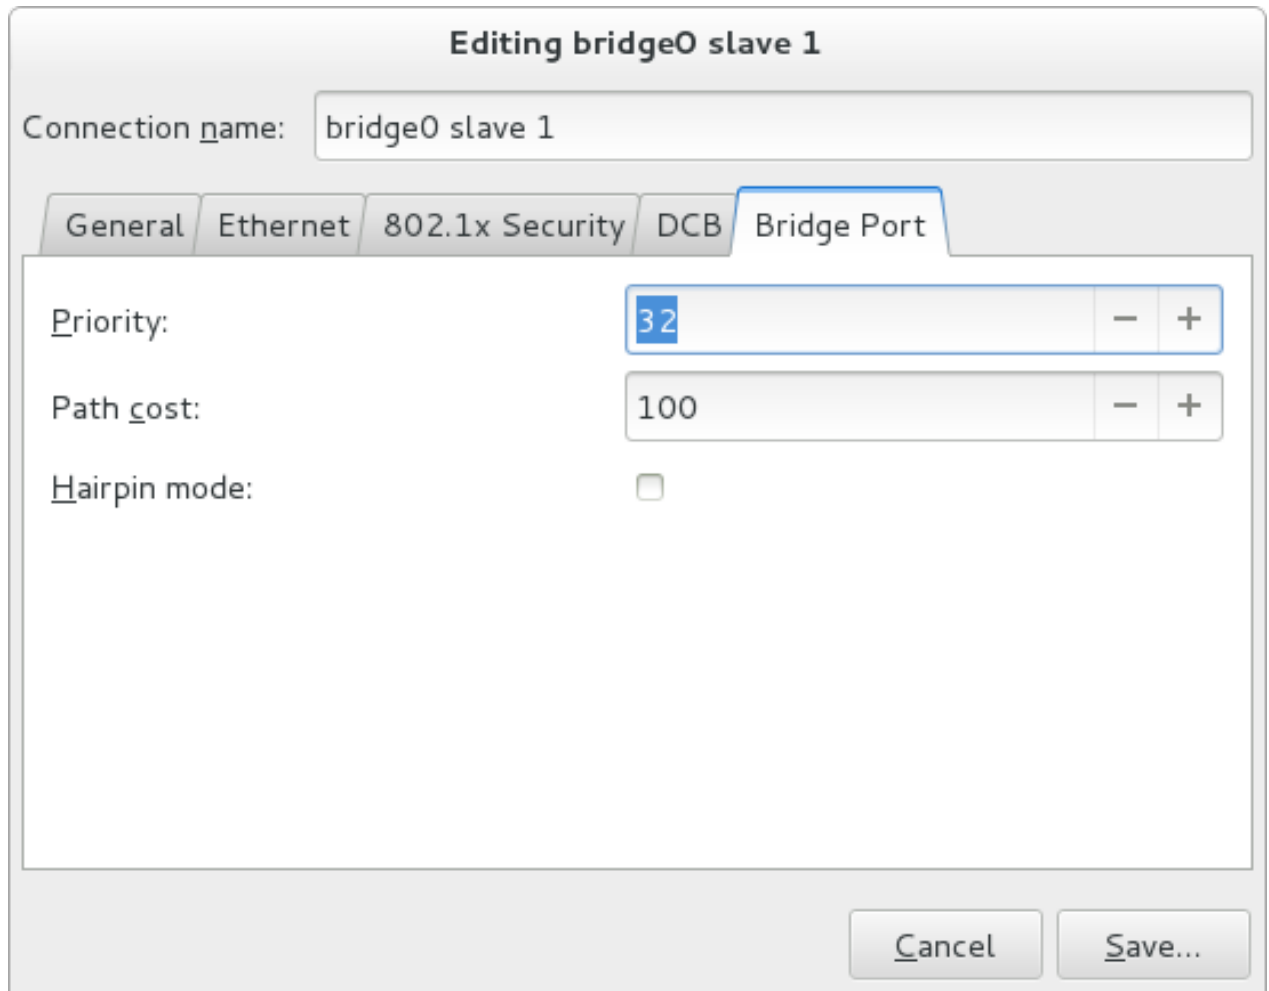 Editing bridge0 slave 1
Connection name: bridge0 slave 1
General Ethernet 802.1x Security DCB Bridge Port
Priority: 32 − +
Path cost: 100 − +
Hairpin mode:
Cancel Save...